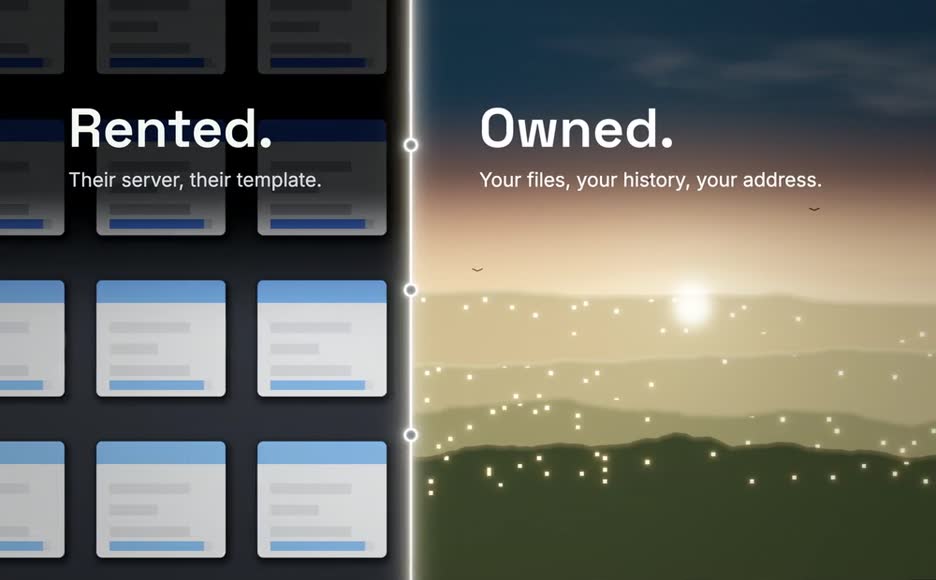 Rented.
Their server, their template.
Owned.
Your files, your history, your address.